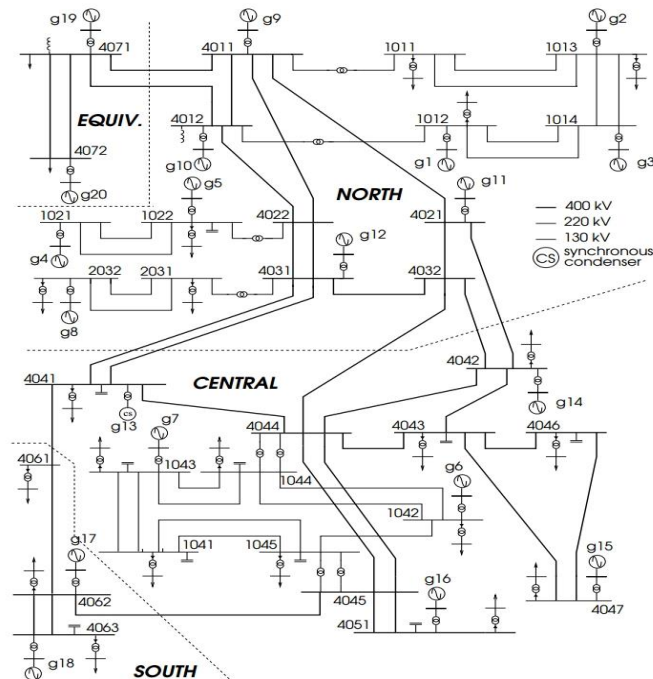 g19
g9
g2
4071
4011
1011
1013
EQUIV.
4012
1012
1014
4072
g10
g1
g3
g20
g5
NORTH
g11
1021
1022
4022
4021
g12
400 kV
220 kV
130 kV
CS synchronous
condenser
g4
2032
2031
4031
4032
g8
4041
CENTRAL
4042
cs
g13
g7
g14
4044
4043
4046
4061
1043
1044
g6
1042
g17
1041
1045
g15
g16
4062
4045
4047
4063
4051
g18
SOUTH